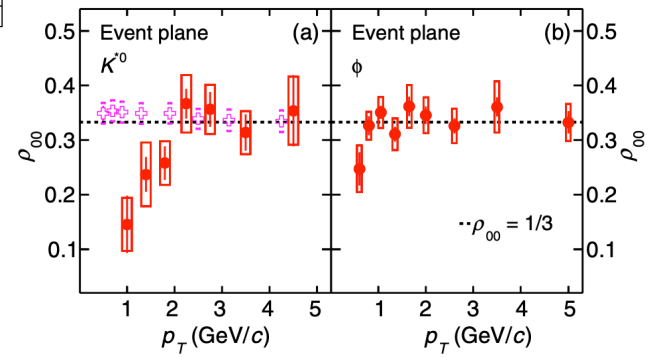 Event plane (a)
K*0
Event plane (b)
ϕ
0.5
0.4
0.3
0.2
0.1
ρ00
0.5
0.4
0.3
0.2
0.1
ρ00
ρ00 = 1/3
1 2 3 4 5
1 2 3 4 5
pT (GeV/c)
pT (GeV/c)